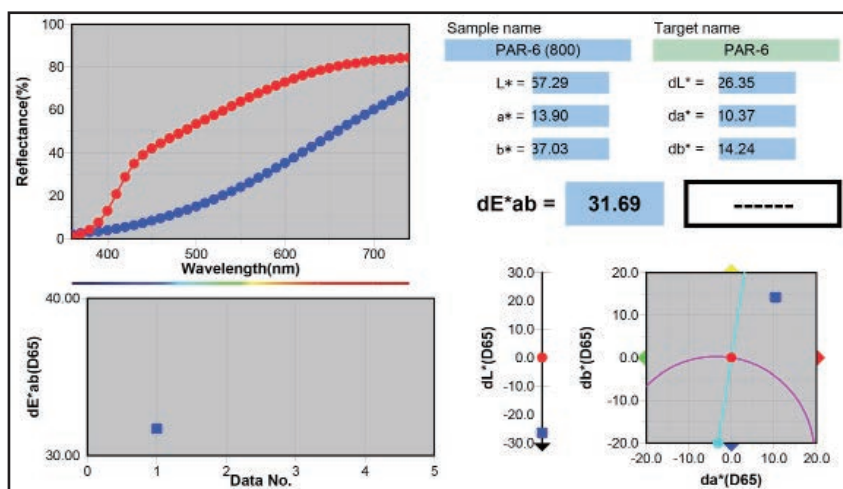 Sample name
Target name
PAR-6 (800)
PAR-6
L* = 57.29
dL* = 26.35
a* = 13.90
da* = 10.37
b* = 37.03
db* = 14.24
dE*ab = 31.69
------
Reflectance(%)
100
80
60
40
20
0
400 500 600 700
Wavelength(nm)
dE*ab(D65)
40.00
30.00
0 1 2 3 4 5
Data No.
dL*(D65)
30.0
20.0
10.0
0.0
-10.0
-20.0
-30.0
db*(D65)
20.0
10.0
0.0
-10.0
-20.0
-20.0 -10.0 0.0 10.0 20.0
da*(D65)